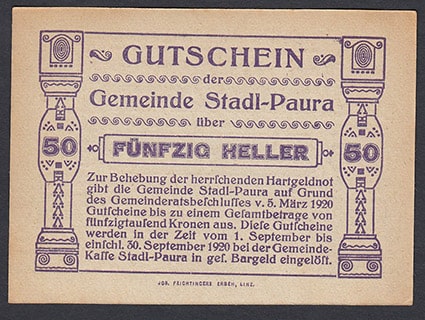 GUTSCHEIN
der
Gemeinde Stadl-Paura
über
50 FÜNFZIG HELLER 50
Zur Behebung der herrschenden Hartgeldnot
gibt die Gemeinde Stadl-Paura auf Grund
des Gemeinderatsbeschlusses v. 5. März 1920
Gutscheine bis zu einem Gesamtbetrage von
fünfzigtausend Kronen aus. Diese Gutscheine
werden in der Zeit vom 1. September bis
einschl. 30. September 1920 bei der Gemeinde-
Kasse Stadl-Paura in ges. Bargeld eingelöst.
JOS. FEICHTINGERS ERBEN, LINZ.